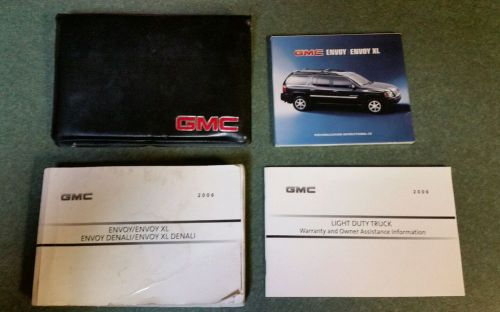 GMC
GMC ENVOY ENVOY XL
GMC
2006
ENVOY/ENVOY XL
ENVOY DENALI/ENVOY XL DENALI
GMC
2006
LIGHT DUTY TRUCK
Warranty and Owner Assistance Information